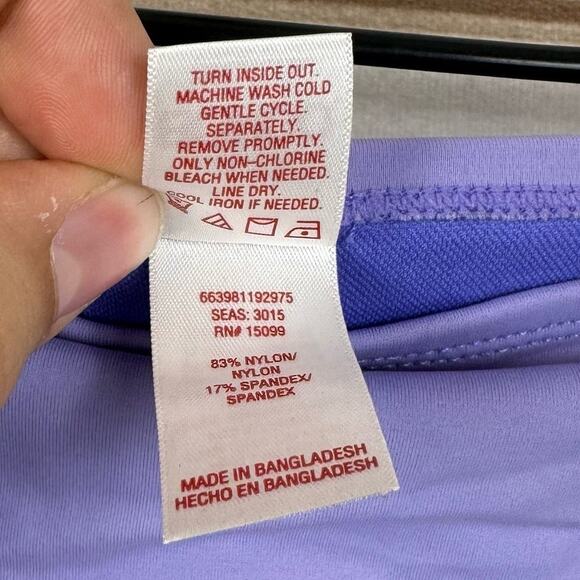 TURN INSIDE OUT.
MACHINE WASH COLD
GENTLE CYCLE.
SEPARATELY.
REMOVE PROMPTLY.
ONLY NON-CHLORINE
BLEACH WHEN NEEDED.
LINE DRY.
COOL IRON IF NEEDED.
663981192975
SEAS: 3015
RN# 15099
83% NYLON/
NYLON
17% SPANDEX/
SPANDEX
MADE IN BANGLADESH
HECHO EN BANGLADESH